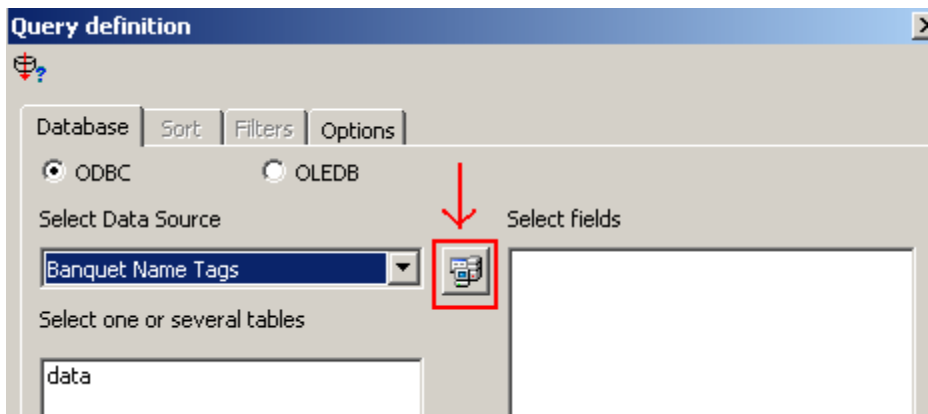 Query definition
Database Sort Filters Options
ODBC OLEDB
Select Data Source Select fields
Banquet Name Tags
Select one or several tables
data